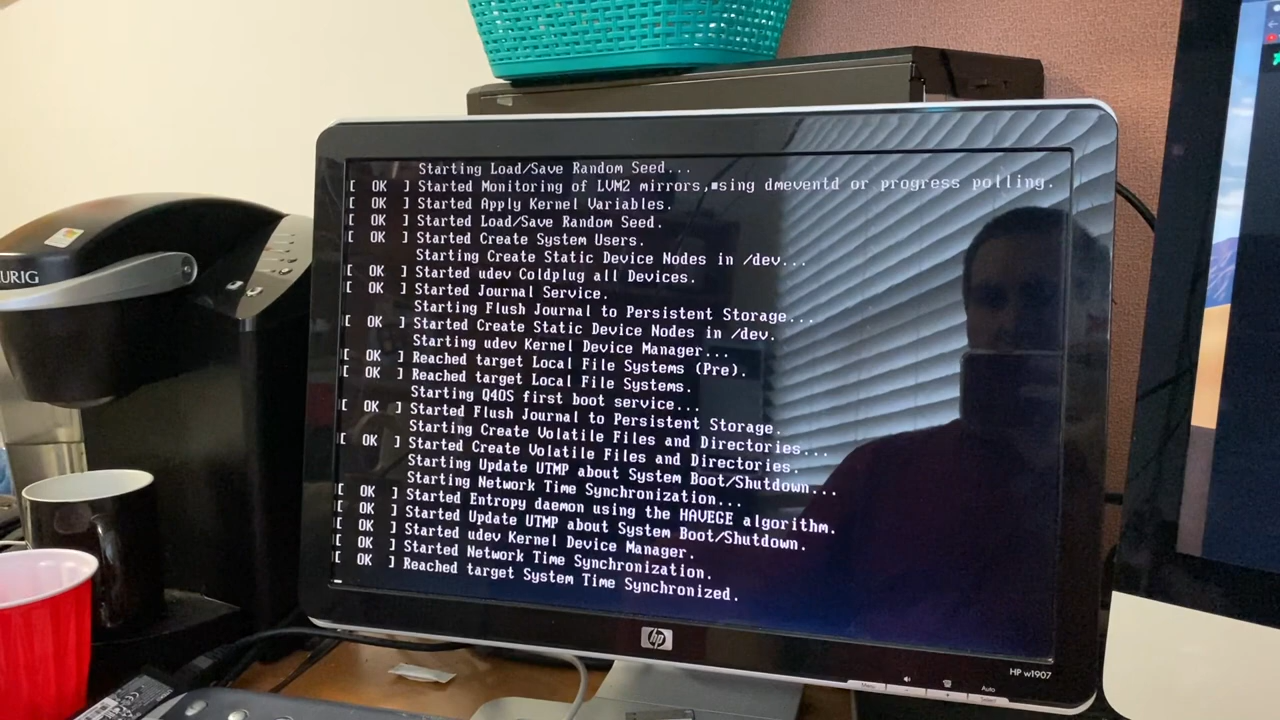 Starting Load/Save Random Seed...
[ OK ] Started Monitoring of LVM2 mirrors,▪sing dmeventd or progress polling.
[ OK ] Started Apply Kernel Variables.
[ OK ] Started Load/Save Random Seed.
[ OK ] Started Create System Users.
Starting Create Static Device Nodes in /dev...
[ OK ] Started udev Coldplug all Devices.
[ OK ] Started Journal Service.
Starting Flush Journal to Persistent Storage...
[ OK ] Started Create Static Device Nodes in /dev.
Starting udev Kernel Device Manager...
[ OK ] Reached target Local File Systems (Pre).
[ OK ] Reached target Local File Systems.
Starting Q4OS first boot service...
[ OK ] Started Flush Journal to Persistent Storage.
Starting Create Volatile Files and Directories...
[ OK ] Started Create Volatile Files and Directories.
Starting Update UTMP about System Boot/Shutdown...
Starting Network Time Synchronization...
[ OK ] Started Entropy daemon using the HAVEGE algorithm.
[ OK ] Started Update UTMP about System Boot/Shutdown.
[ OK ] Started udev Kernel Device Manager.
[ OK ] Started Network Time Synchronization.
[ OK ] Reached target System Time Synchronized.
URIG
hp
HP w1907
Menu
Auto